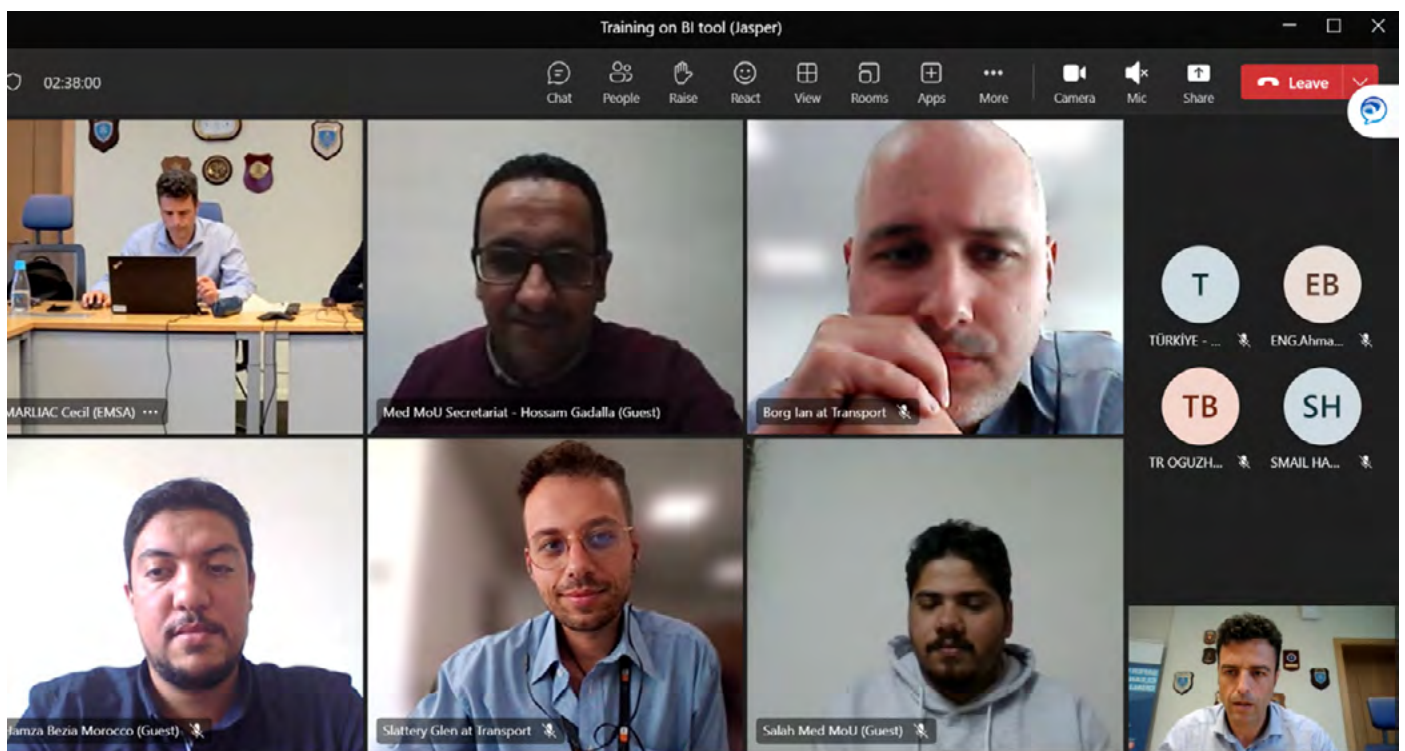 Training on BI tool (Jasper)
02:38:00
Chat
People
Raise
React
View
Rooms
Apps
More
Camera
Mic
Share
Leave
MARLIAC Cecil (EMSA) •••
Med MoU Secretariat - Hossam Gadalla (Guest)
Borg Ian at Transport
T
EB
TÜRKİYE - ...
ENG.Ahma...
TB
SH
TR OGUZH...
SMAIL HA...
Hamza Bezia Morocco (Guest)
Slattery Glen at Transport
Salah Med MoU (Guest)